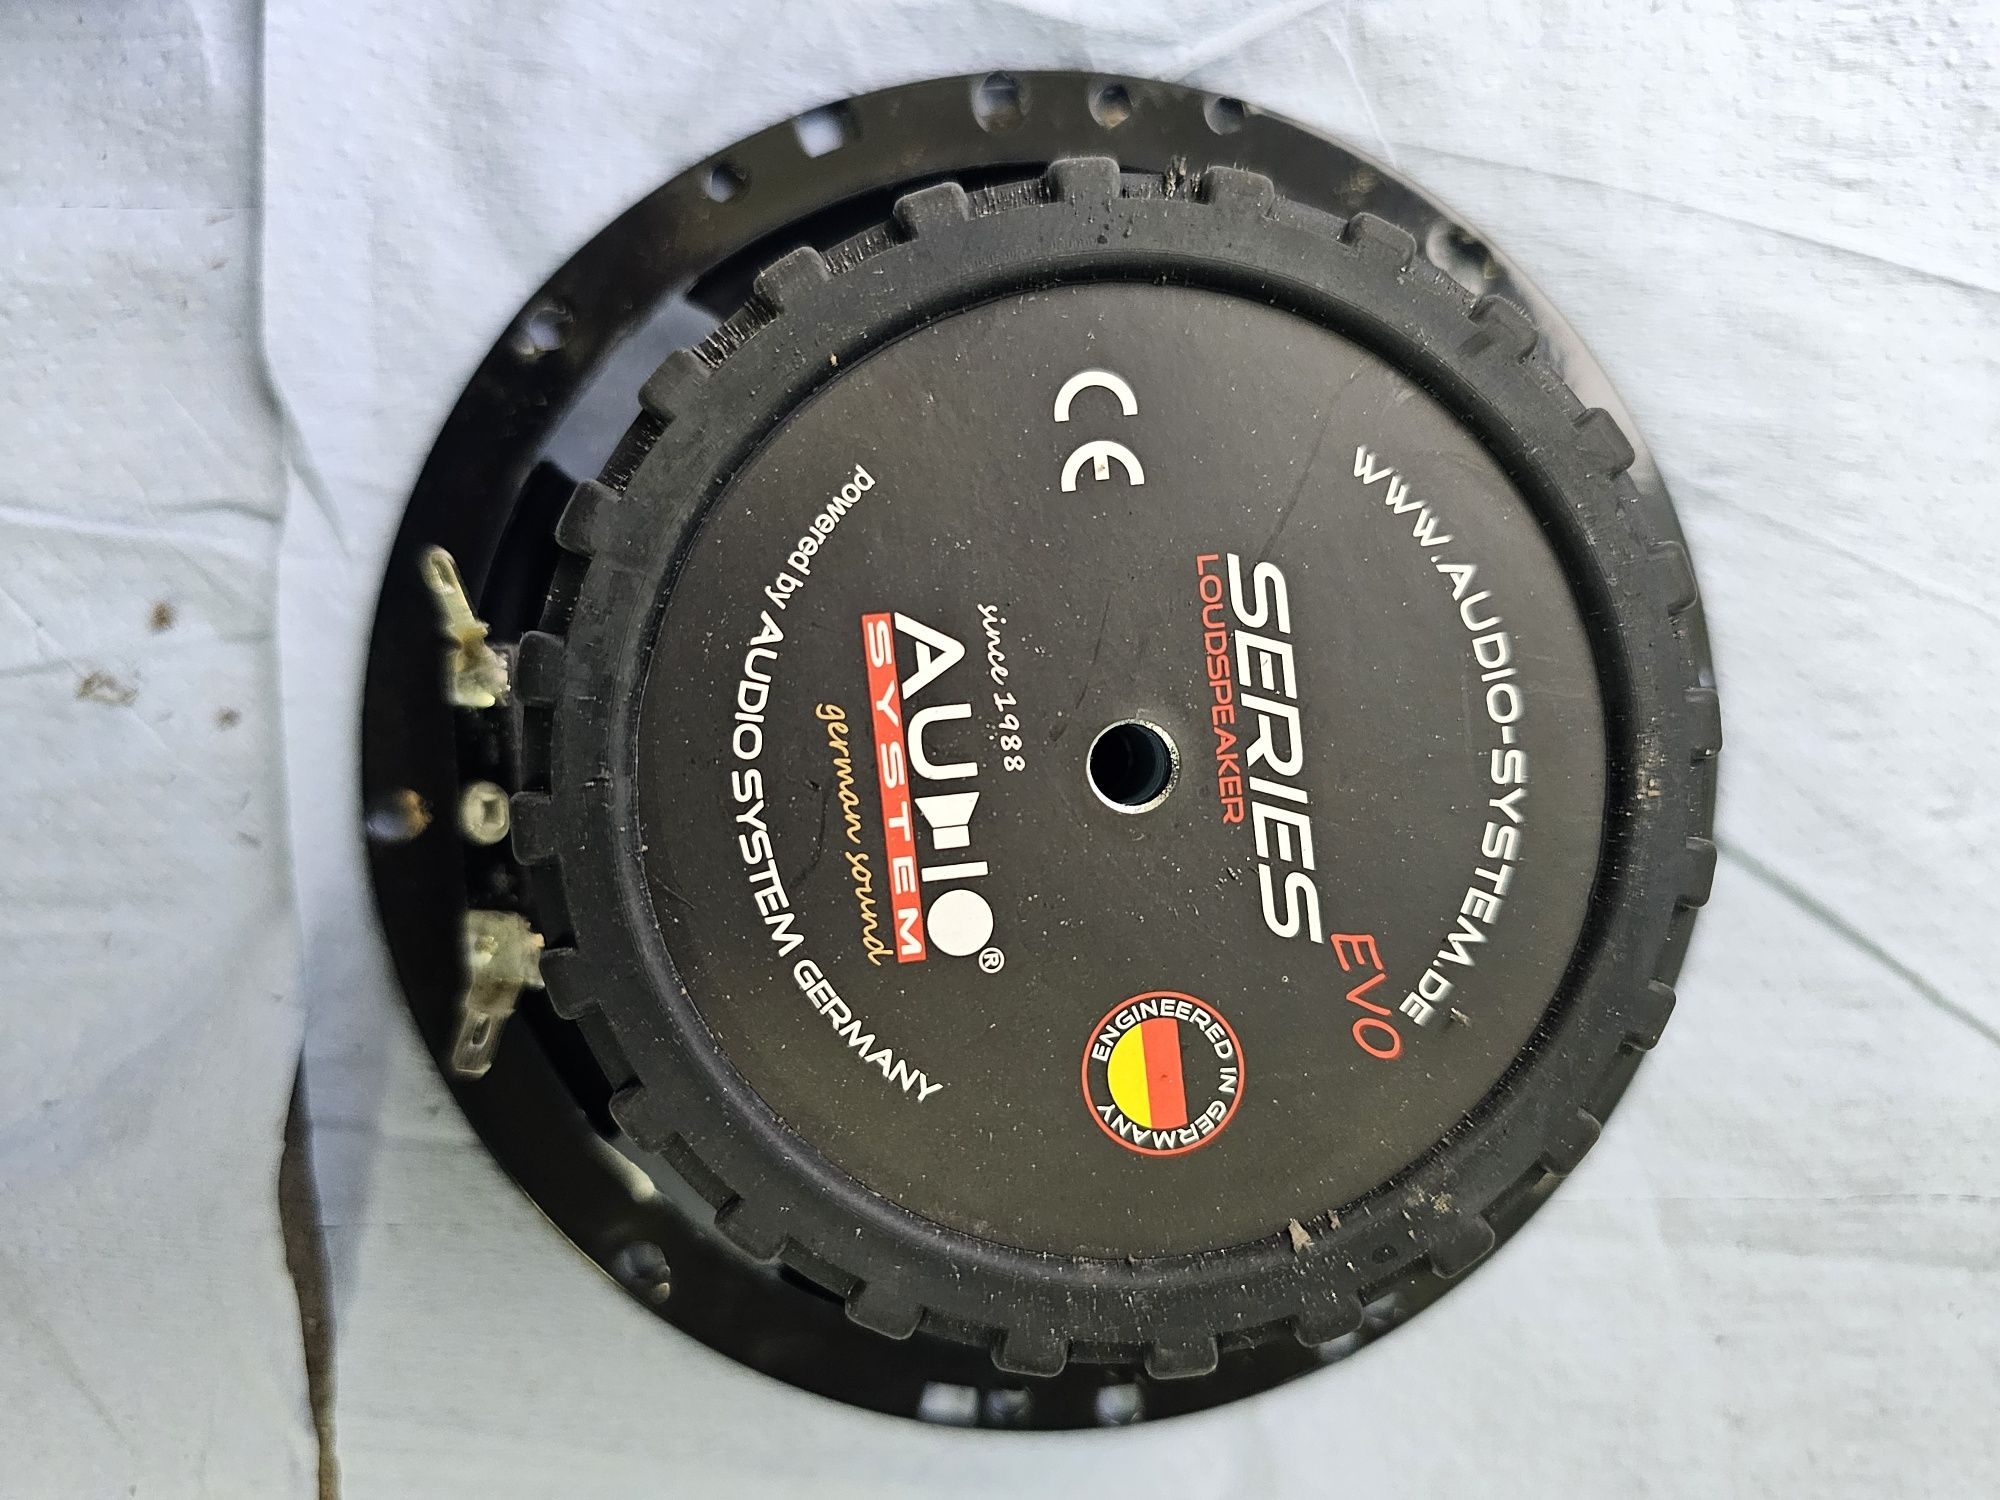 www.AUDIO-SYSTEM.DE
SERIES EVO
LOUDSPEAKER
CE
ENGINEERED IN GERMANY
since 1988
AUDIO®
SYSTEM
german sound
powered by AUDIO SYSTEM GERMANY